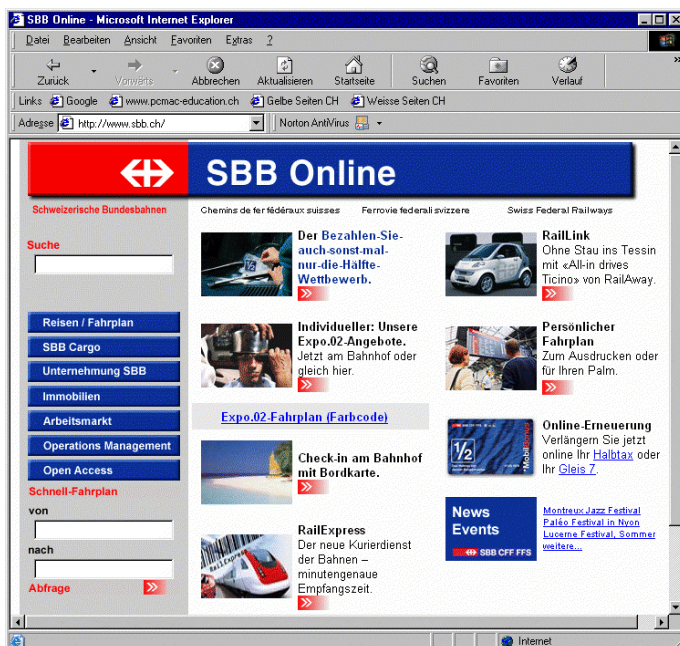 SBB Online - Microsoft Internet Explorer
Datei Bearbeiten Ansicht Favoriten Extras ?
Zurück Vorwärts Abbrechen Aktualisieren Startseite Suchen Favoriten Verlauf »
Links Google www.pcmac-education.ch Gelbe Seiten CH Weisse Seiten CH
Adresse http://www.sbb.ch/ Norton AntiVirus
SBB Online
Schweizerische Bundesbahnen Chemins de fer fédéraux suisses Ferrovie federali svizzere Swiss Federal Railways
Suche
Reisen / Fahrplan
SBB Cargo
Unternehmung SBB
Immobilien
Arbeitsmarkt
Operations Management
Open Access
Schnell-Fahrplan
von
nach
Abfrage
Der Bezahlen-Sie-
auch-sonst-mal-
nur-die-Hälfte-
Wettbewerb.
Individueller: Unsere
Expo.02-Angebote.
Jetzt am Bahnhof oder
gleich hier.
Expo.02-Fahrplan (Farbcode)
Check-in am Bahnhof
mit Bordkarte.
RailExpress
RailExpress
Der neue Kurierdienst
der Bahnen –
minutengenaue
Empfangszeit.
RailLink
Ohne Stau ins Tessin
mit «All-in drives
Ticino» von RailAway.
Persönlicher
Fahrplan
Zum Ausdrucken oder
für Ihren Palm.
1/2
MobilBonus
Online-Erneuerung
Verlängern Sie jetzt
online Ihr Halbtax oder
Ihr Gleis 7.
News
Events
SBB CFF FFS
Montreux Jazz Festival
Paléo Festival in Nyon
Lucerne Festival, Sommer
weitere...
Internet